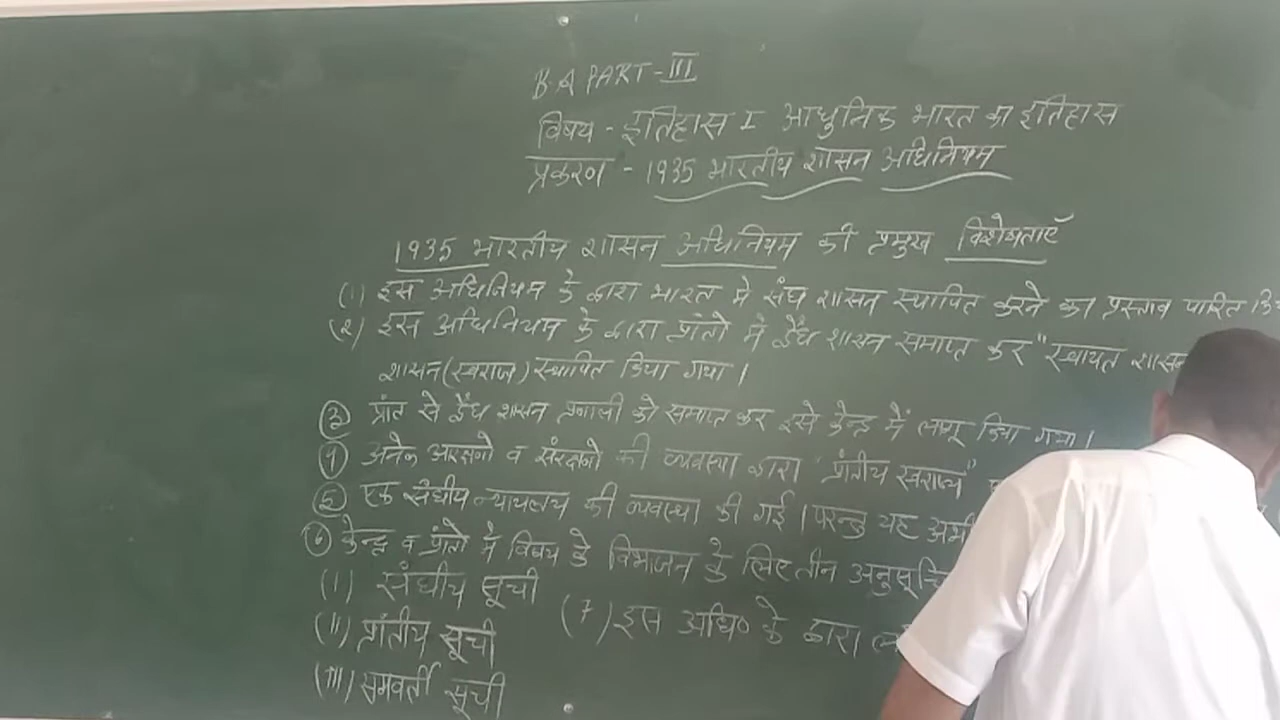 B.A PART-III
विषय - इतिहास I आधुनिक भारत का इतिहास
प्रकरण - 1935 भारतीय शासन अधिनियम
1935 भारतीय शासन अधिनियम की प्रमुख विशेषताएँ
(1) इस अधिनियम के द्वारा भारत मे संघ शासन स्थापित करने का प्रस्ताव पारित
(2) इस अधिनियम के द्वारा प्रांतो मे द्वैध शासन समाप्त कर "स्वायत शासन
शासन (स्वराज) स्थापित किया गया।
(3) प्रांत से द्वैध शासन प्रणाली को समाप्त कर इसे केन्द्र में लागू किया गया।
(4) अनेक आरक्षणो व संरक्षणो की व्यवस्था द्वारा "प्रांतीय स्वराज्य"
(5) एक संघीय न्यायलय की व्यवस्था की गई। परन्तु यह
(6) केन्द्र व प्रांतो मे विषय के विभाजन के लिए तीन
(I) संघीय सूची
(7) इस अधि० के द्वारा
(II) प्रांतीय सूची
(III) समवर्ती सूची